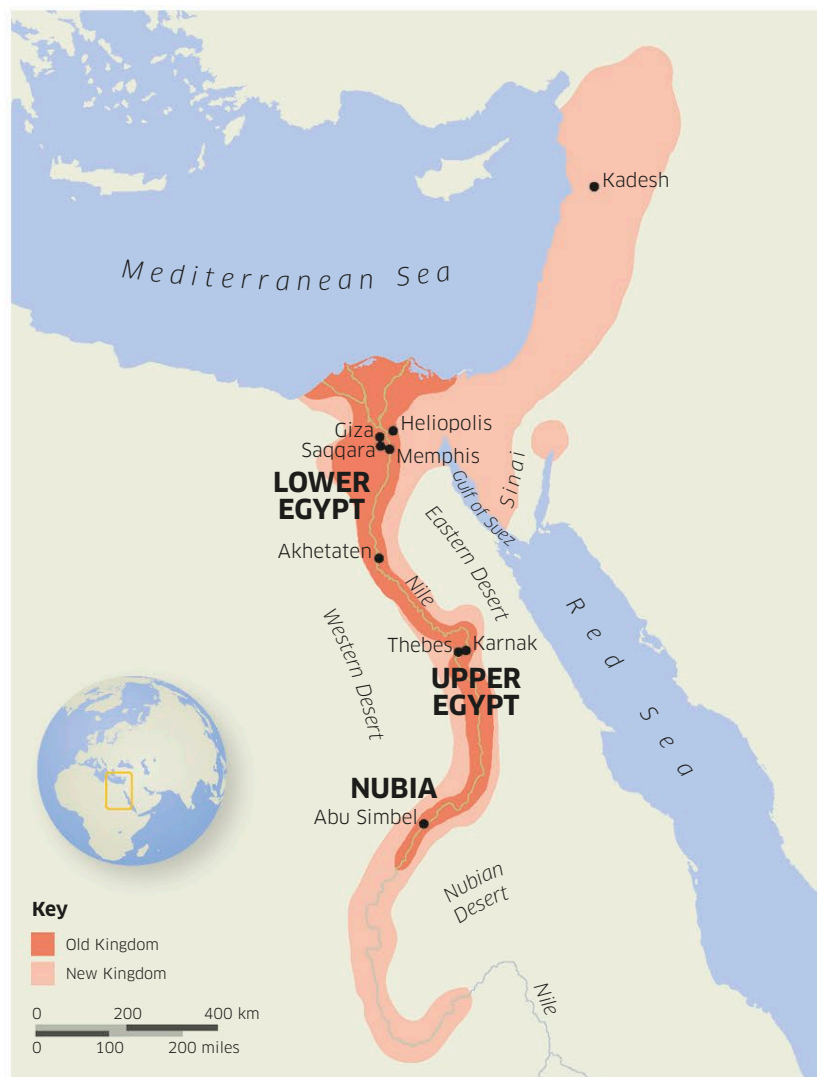 Kadesh
Mediterranean Sea
Giza
Heliopolis
Saqqara
Memphis
LOWER
EGYPT
Gulf of Suez
Sinai
Eastern Desert
Akhetaten
Nile
Western Desert
Red Sea
Thebes
Karnak
UPPER
EGYPT
NUBIA
Abu Simbel
Nubian
Desert
Nile
Key
Old Kingdom
New Kingdom
0 200 400 km
0 100 200 miles